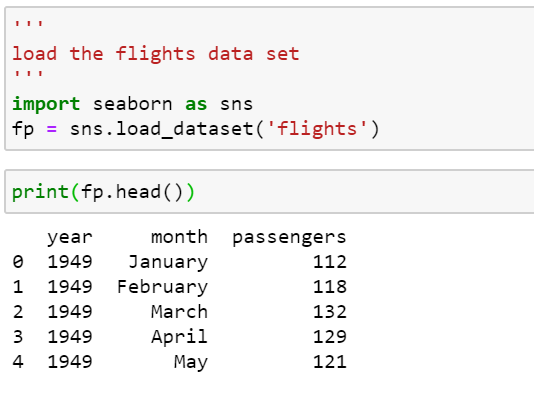 '''
load the flights data set
'''
import seaborn as sns
fp = sns.load_dataset('flights')
print(fp.head())
year month passengers
0 1949 January 112
1 1949 February 118
2 1949 March 132
3 1949 April 129
4 1949 May 121